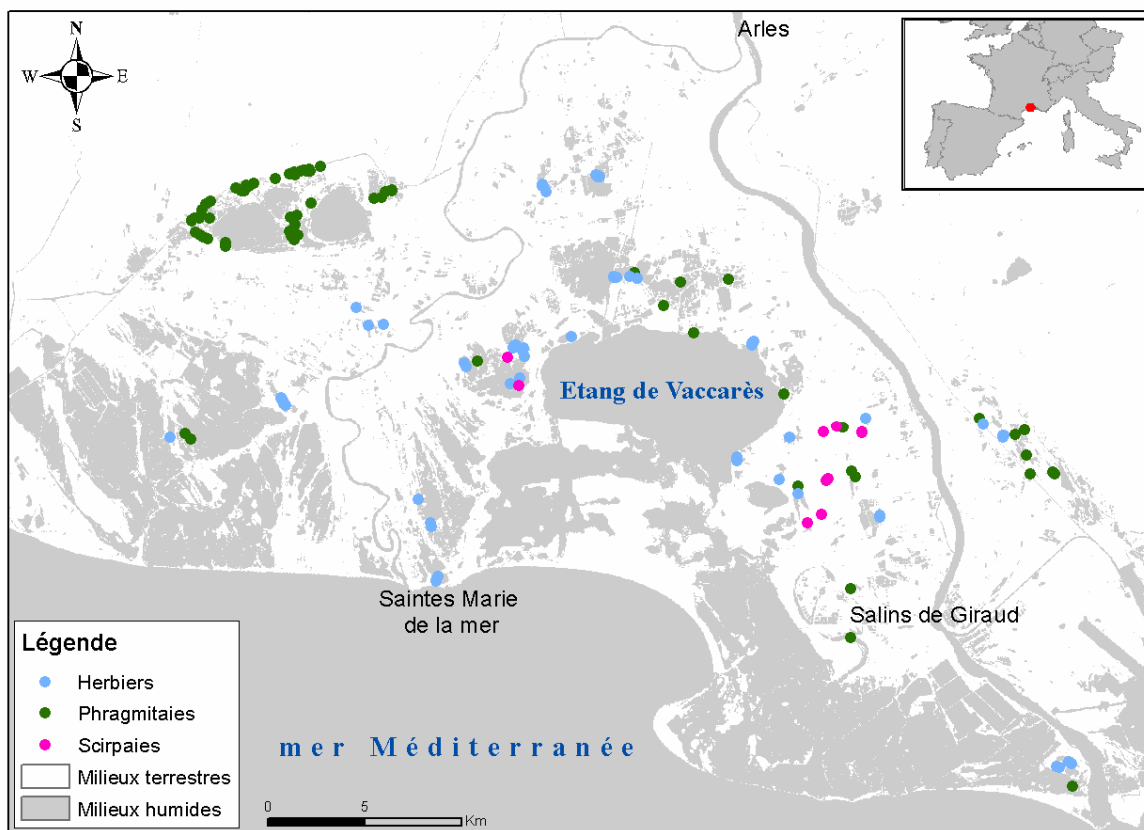 Arles
N
W E
S
Etang de Vaccarès
Saintes Marie
de la mer
Salins de Giraud
mer Méditerranée
Légende
Herbiers
Phragmitaies
Scirpaies
Milieux terrestres
Milieux humides
0 5
Km